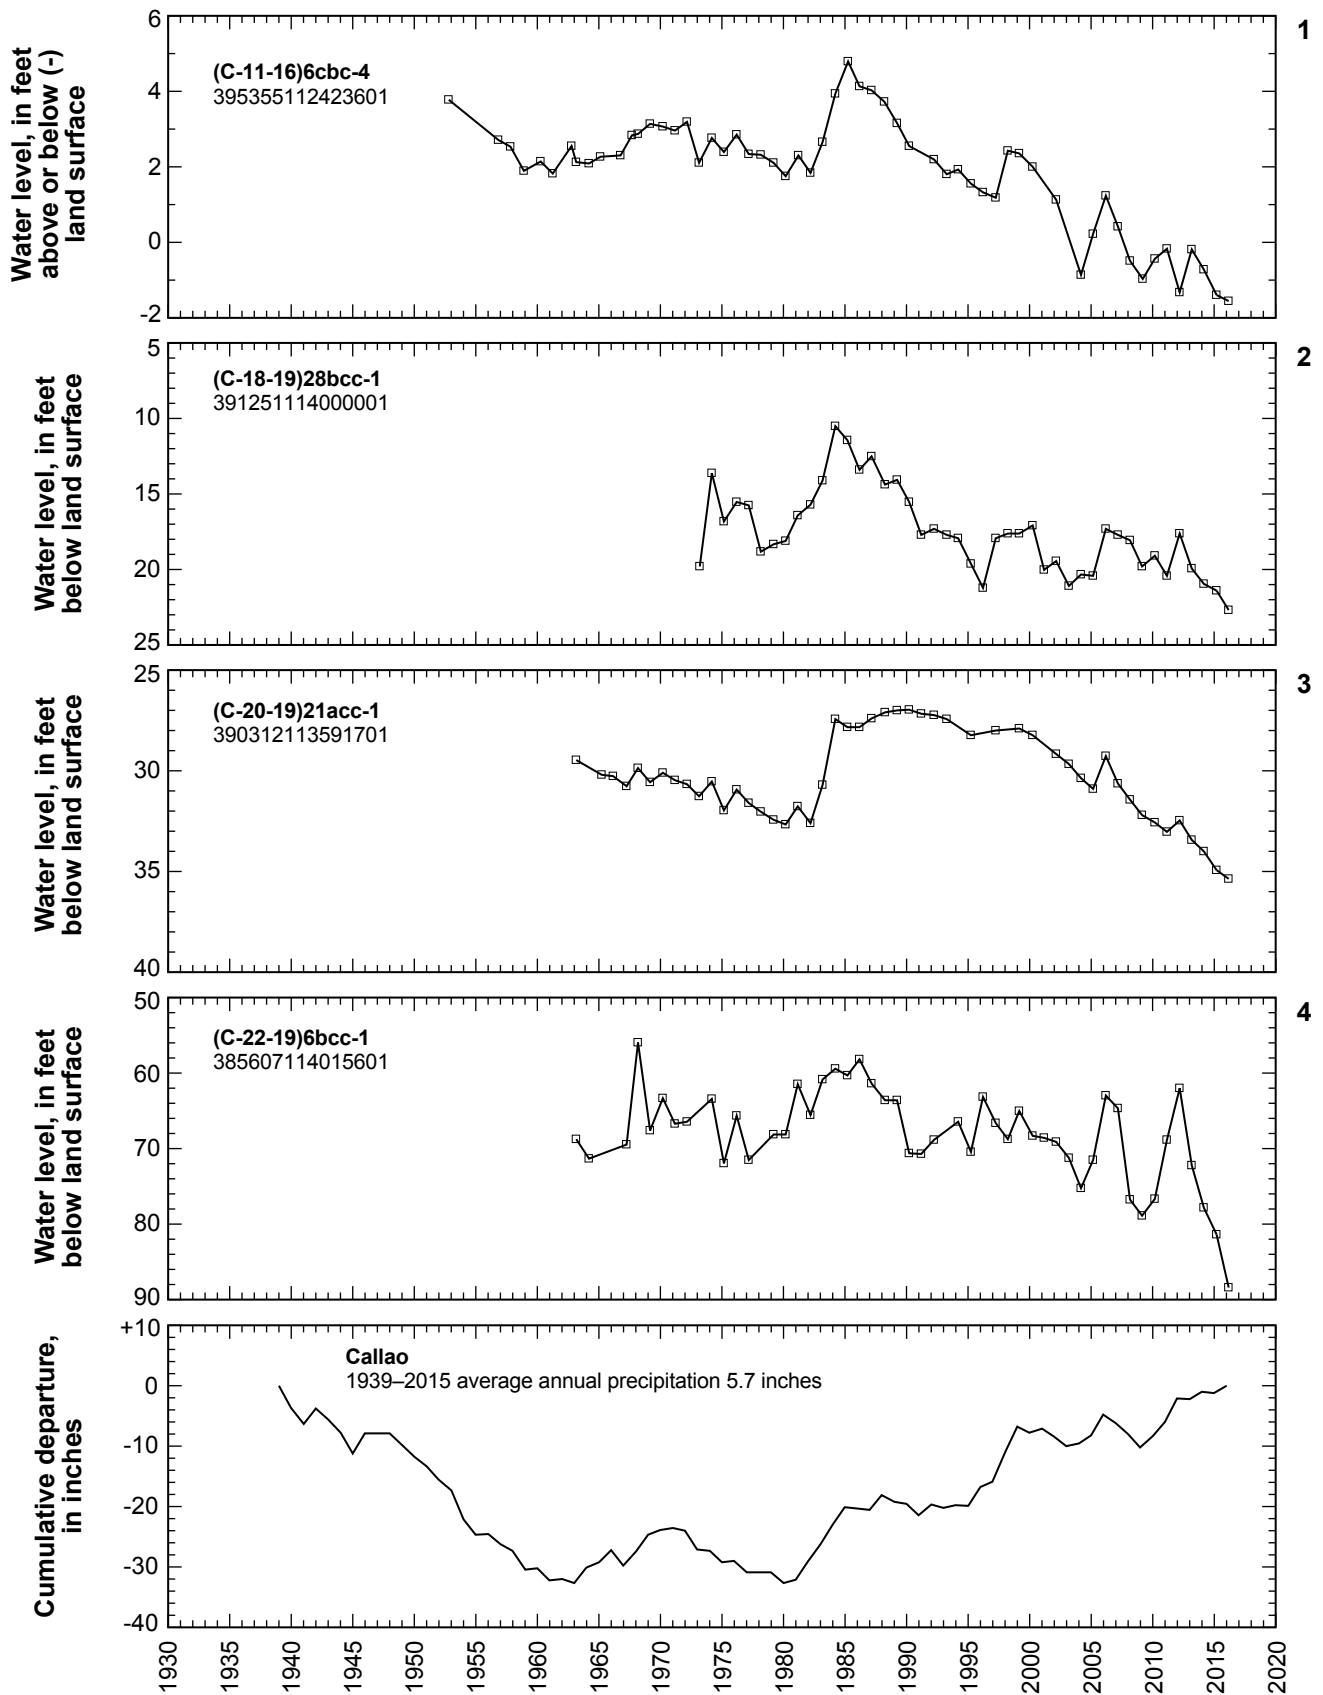 1
Water level, in feet
above or below (-)
land surface
(C-11-16)6cbc-4
395355112423601
6
4
2
0
-2
2
Water level, in feet
below land surface
(C-18-19)28bcc-1
391251114000001
5
10
15
20
25
3
Water level, in feet
below land surface
(C-20-19)21acc-1
390312113591701
25
30
35
40
4
Water level, in feet
below land surface
(C-22-19)6bcc-1
385607114015601
50
60
70
80
90
Cumulative departure,
in inches
Callao
1939–2015 average annual precipitation 5.7 inches
+10
0
-10
-20
-30
-40
1930 1935 1940 1945 1950 1955 1960 1965 1970 1975 1980 1985 1990 1995 2000 2005 2010 2015 2020